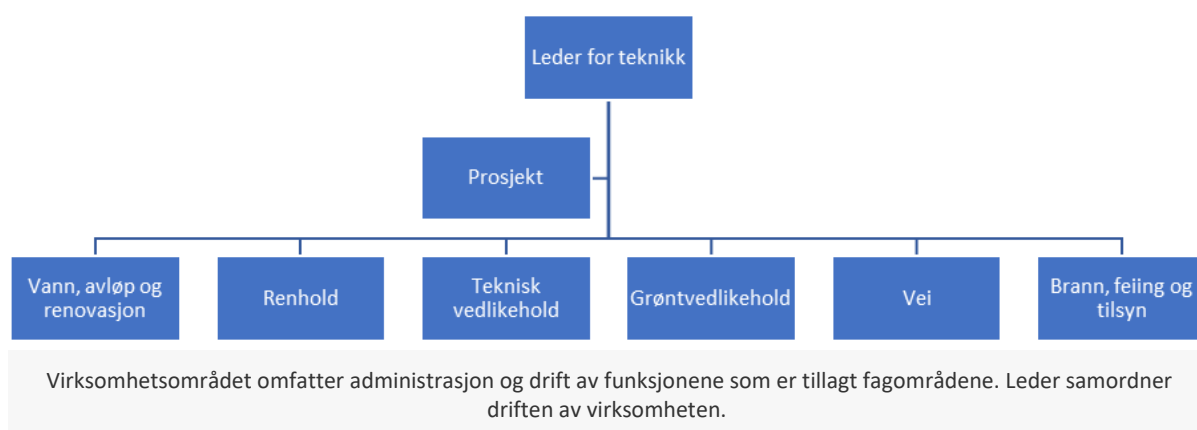 Leder for teknikk
Prosjekt
Vann, avløp og
renovasjon
Renhold
Teknisk
vedlikehold
Grøntvedlikehold
Vei
Brann, feiing og
tilsyn
Virksomhetsområdet omfatter administrasjon og drift av funksjonene som er tillagt fagområdene. Leder samordner
driften av virksomheten.